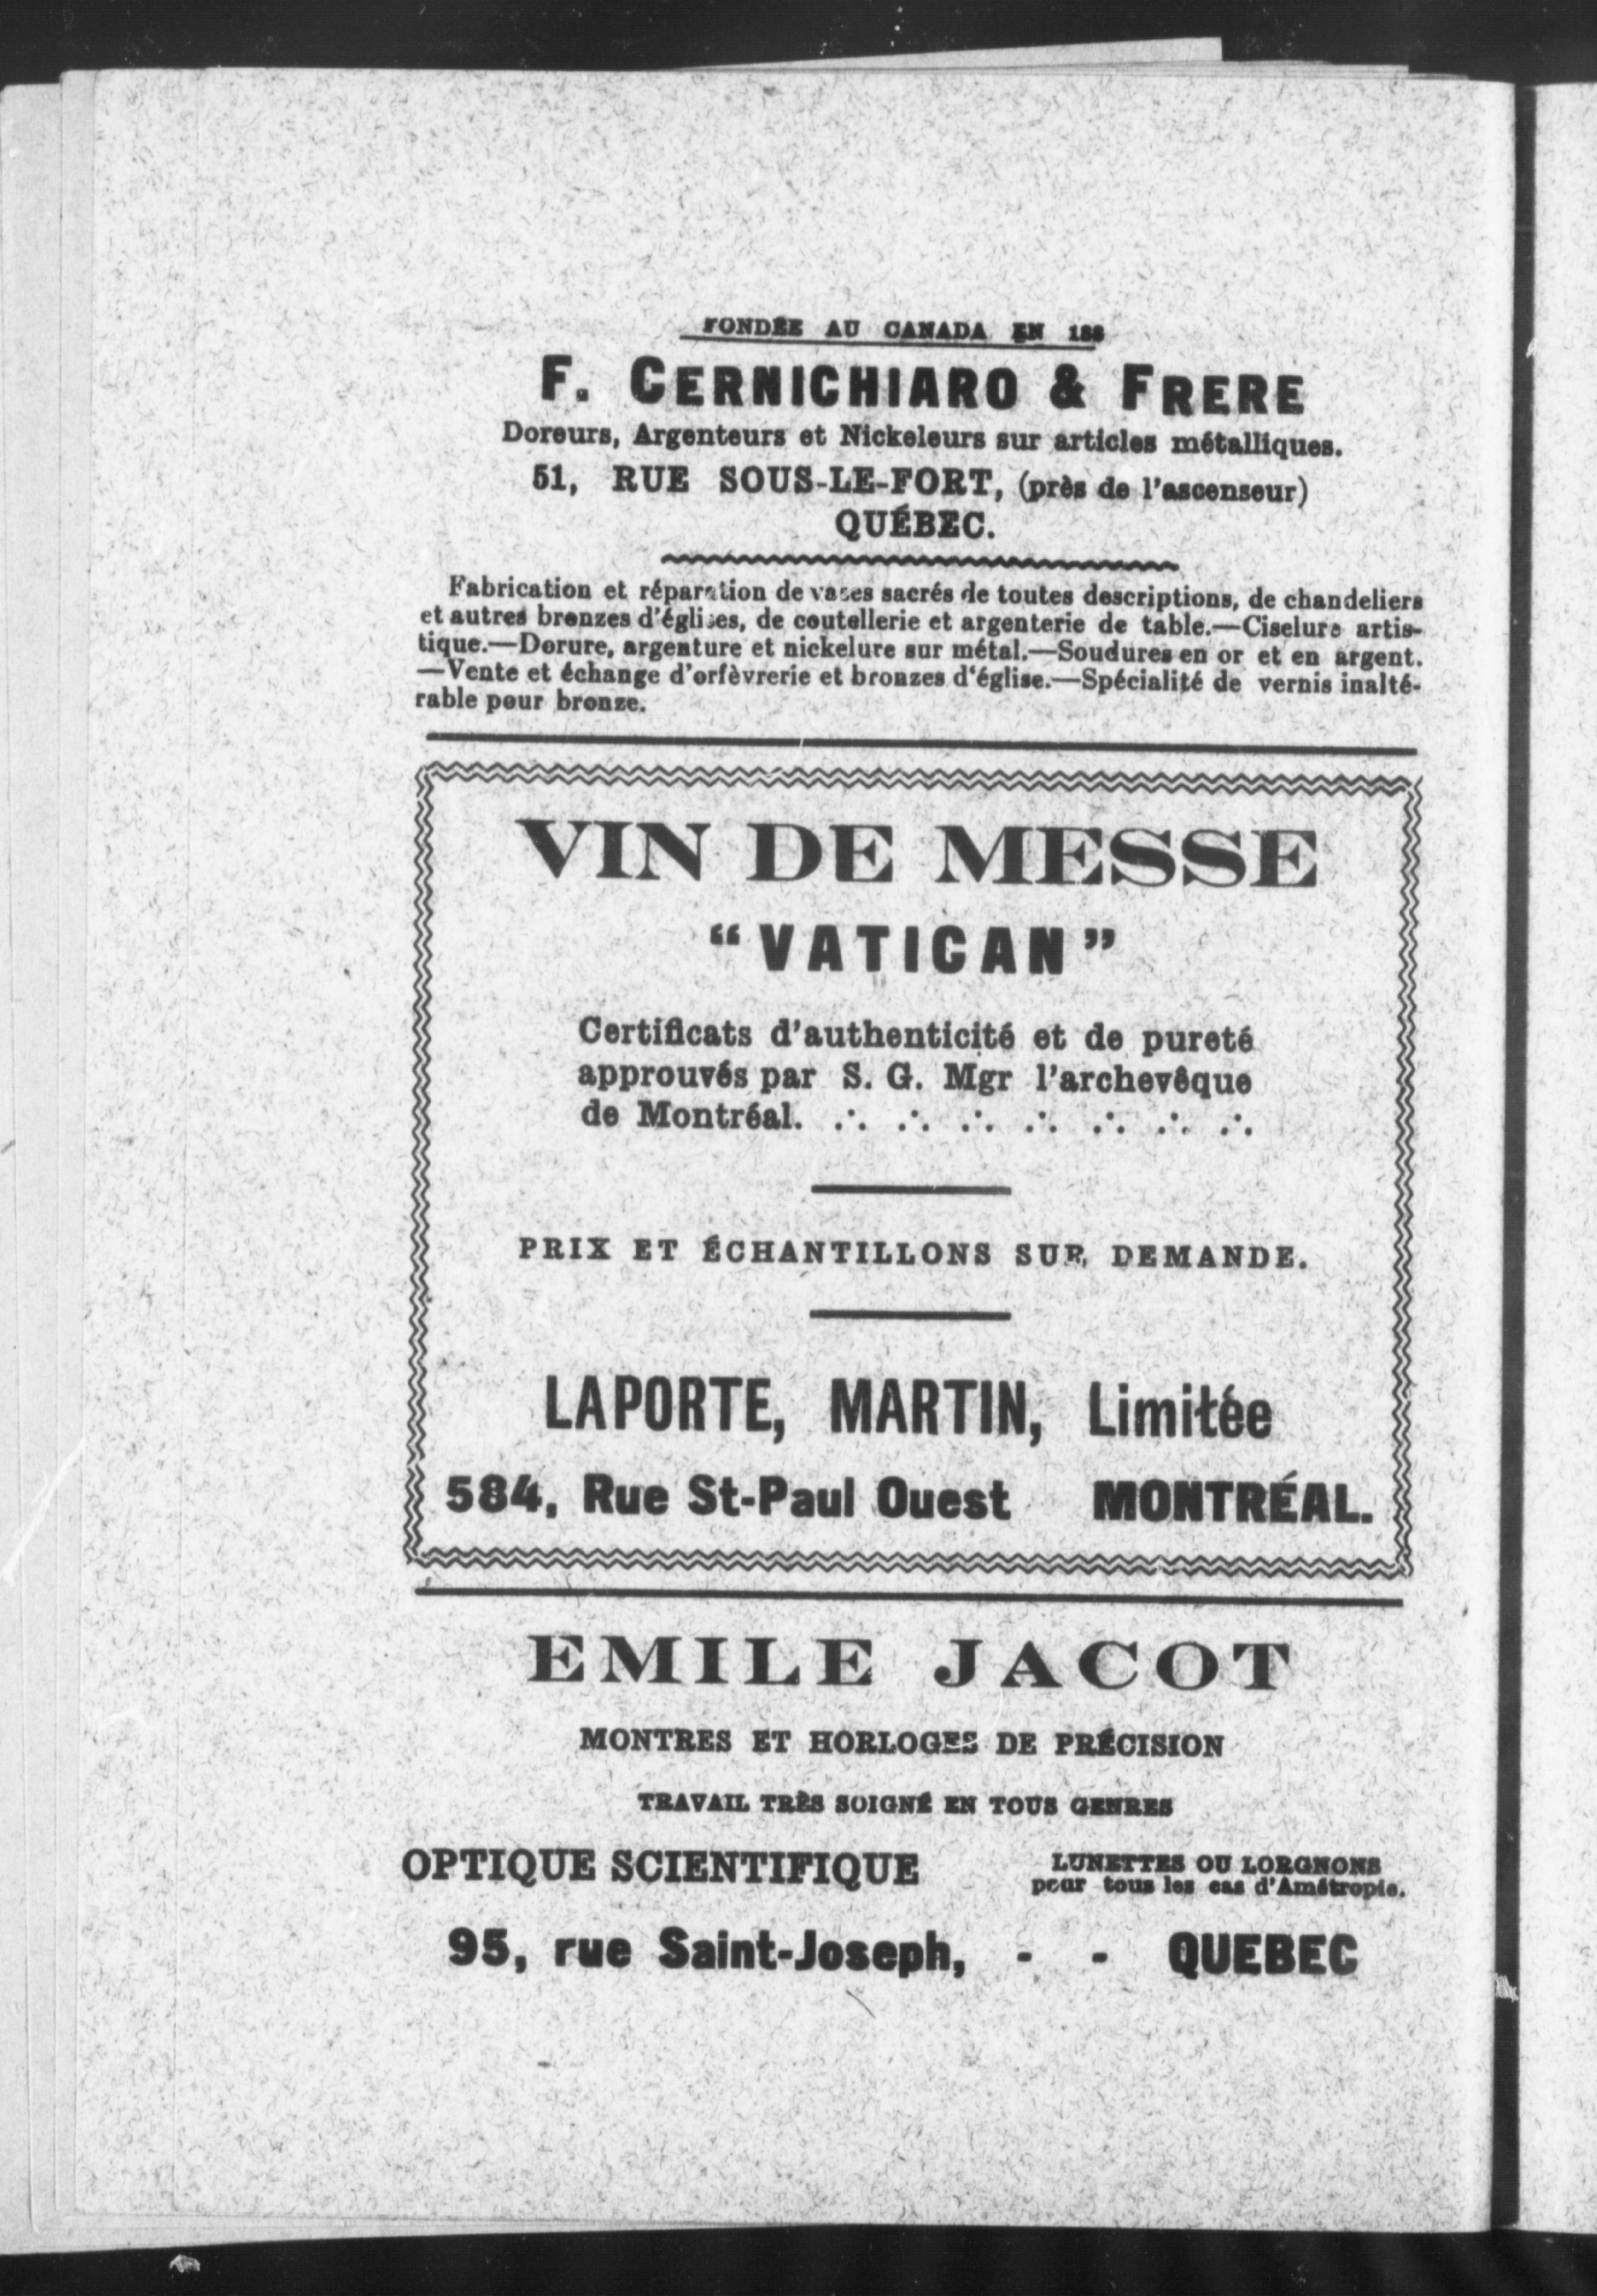 FONDÉE AU CANADA EN 188
F. CERNICHIARO & FRERE
Doreurs, Argenteurs et Nickeleurs sur articles métalliques.
51, RUE SOUS-LE-FORT, (près de l'ascenseur)
QUÉBEC.
Fabrication et réparation de vases sacrés de toutes descriptions, de chandeliers
et autres bronzes d'églises, de coutellerie et argenterie de table.—Ciselure artis-
tique.—Dorure, argenture et nickelure sur métal.—Soudures en or et en argent.
—Vente et échange d'orfèvrerie et bronzes d'église.—Spécialité de vernis inalté-
rable pour bronze.
VIN DE MESSE
“VATICAN”
Certificats d'authenticité et de pureté
approuvés par S. G. Mgr l'archevêque
de Montréal. ∴ ∴ ∴ ∴ ∴ ∴ ∴
PRIX ET ÉCHANTILLONS SUR DEMANDE.
LAPORTE, MARTIN, Limitée
584, Rue St-Paul Ouest MONTRÉAL.
EMILE JACOT
MONTRES ET HORLOGES DE PRÉCISION
TRAVAIL TRÈS SOIGNÉ EN TOUS GENRES
OPTIQUE SCIENTIFIQUE
LUNETTES OU LORGNONS
pour tous les cas d'Amétropie.
95, rue Saint-Joseph, - - QUEBEC